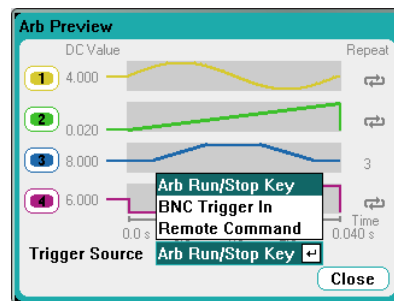 Arb Preview
DC Value Repeat
1 4.000
2 0.020
3 8.000 3
4 6.000
Arb Run/Stop Key
BNC Trigger In
Remote Command
Time
0.0 s 0.040 s
Trigger Source Arb Run/Stop Key
Close